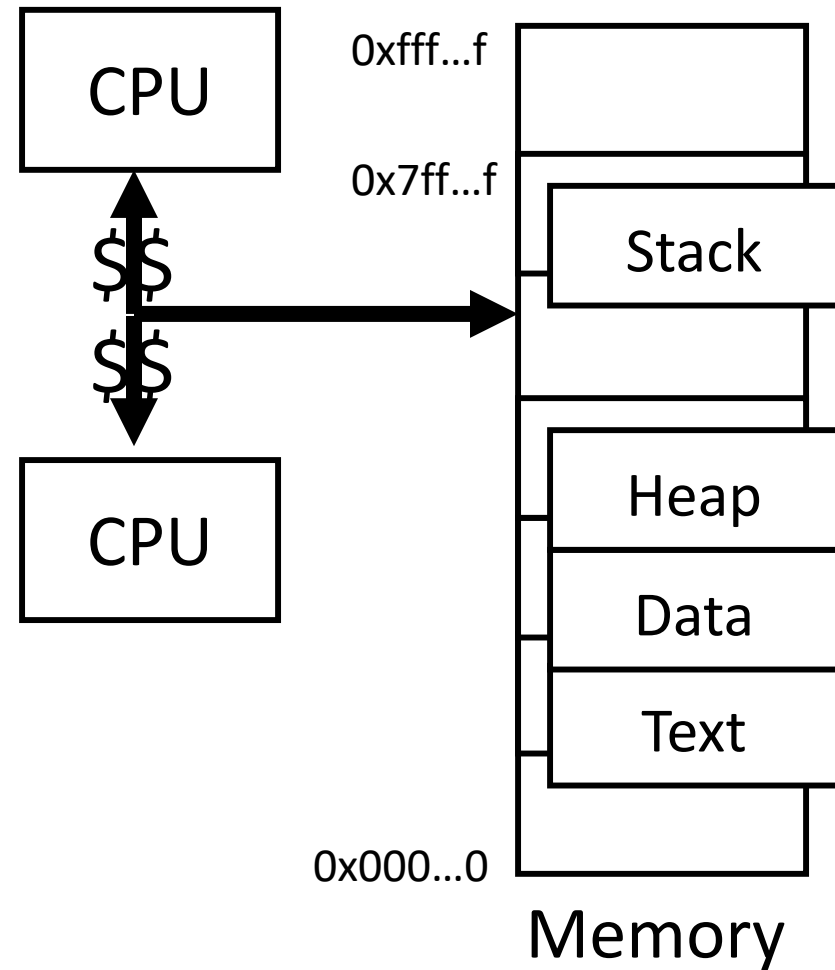 CPU
$$
$$
CPU
0xfff…f
0x7ff…f
Stack
Heap
Data
Text
0x000…0
Memory